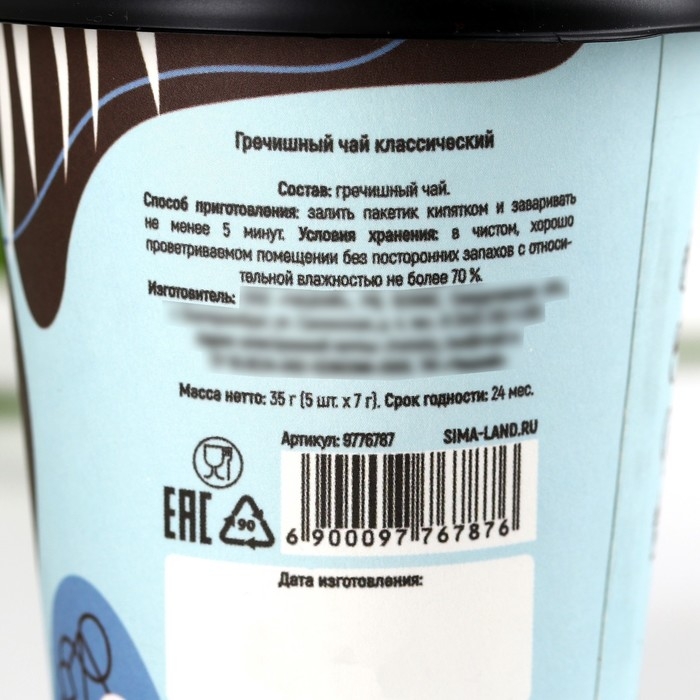 Гречишный чай классический
Состав: гречишный чай.
Способ приготовления: залить пакетик кипятком и заваривать
не менее 5 минут. Условия хранения: в чистом, хорошо
проветриваемом помещении без посторонних запахов с относи-
тельной влажностью не более 70 %.
Изготовитель:
Масса нетто: 35 г (5 шт. х 7 г). Срок годности: 24 мес.
Артикул: 9776787 SIMA-LAND.RU
EAC 90
6 900097 767876
Дата изготовления: